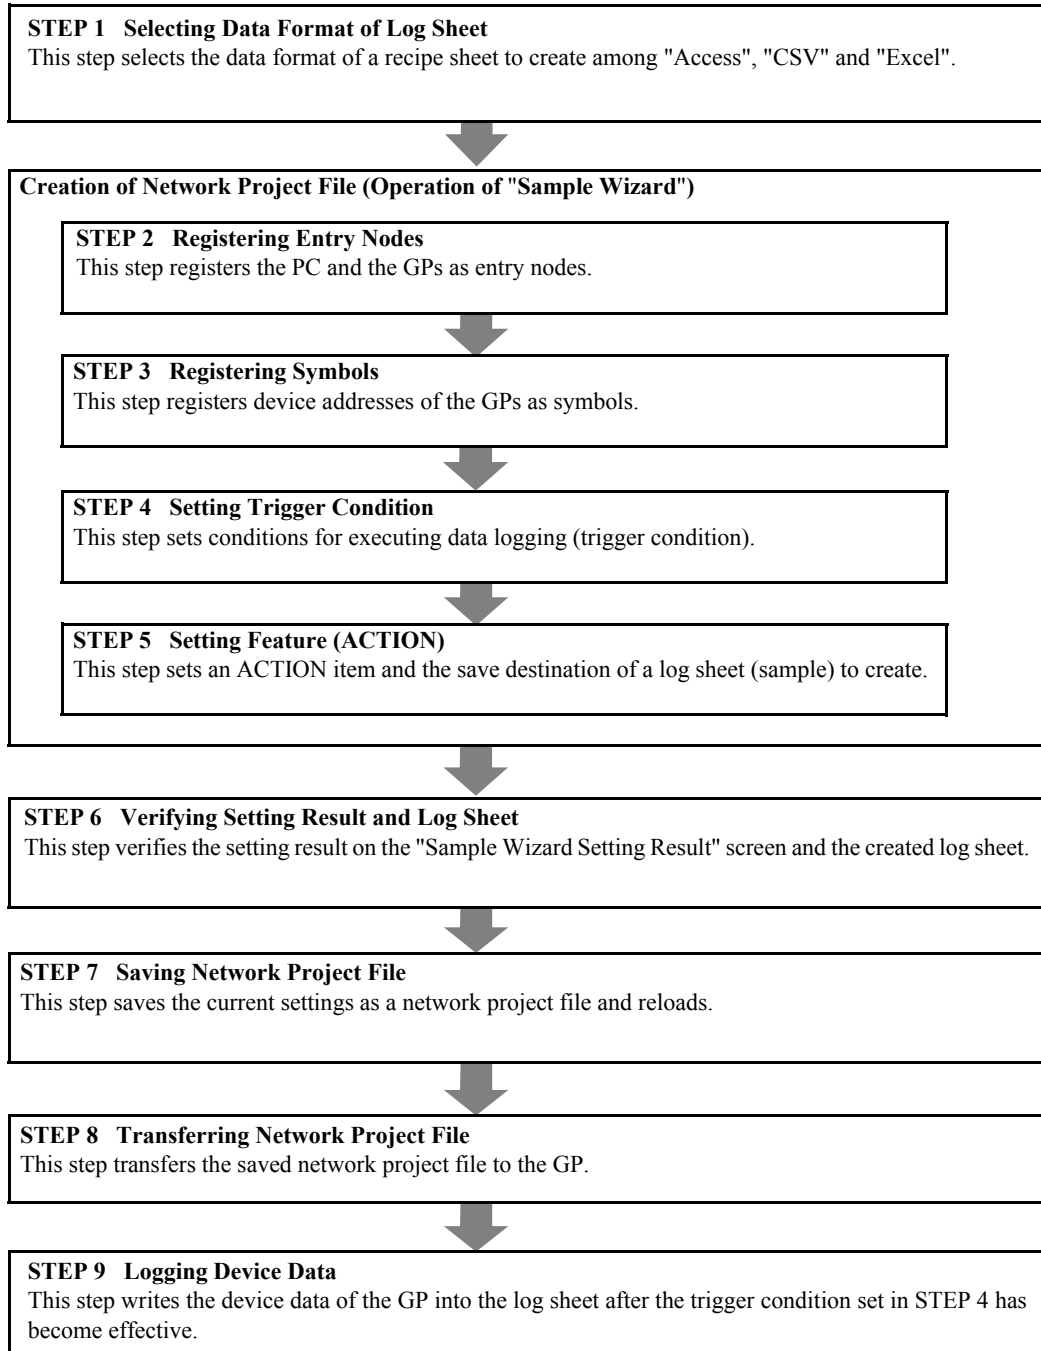 STEP 1 Selecting Data Format of Log Sheet
This step selects the data format of a recipe sheet to create among "Access", "CSV" and "Excel".
Creation of Network Project File (Operation of "Sample Wizard")
STEP 2 Registering Entry Nodes
This step registers the PC and the GPs as entry nodes.
STEP 3 Registering Symbols
This step registers device addresses of the GPs as symbols.
STEP 4 Setting Trigger Condition
This step sets conditions for executing data logging (trigger condition).
STEP 5 Setting Feature (ACTION)
This step sets an ACTION item and the save destination of a log sheet (sample) to create.
STEP 6 Verifying Setting Result and Log Sheet
This step verifies the setting result on the "Sample Wizard Setting Result" screen and the created log sheet.
STEP 7 Saving Network Project File
This step saves the current settings as a network project file and reloads.
STEP 8 Transferring Network Project File
This step transfers the saved network project file to the GP.
STEP 9 Logging Device Data
This step writes the device data of the GP into the log sheet after the trigger condition set in STEP 4 has
become effective.